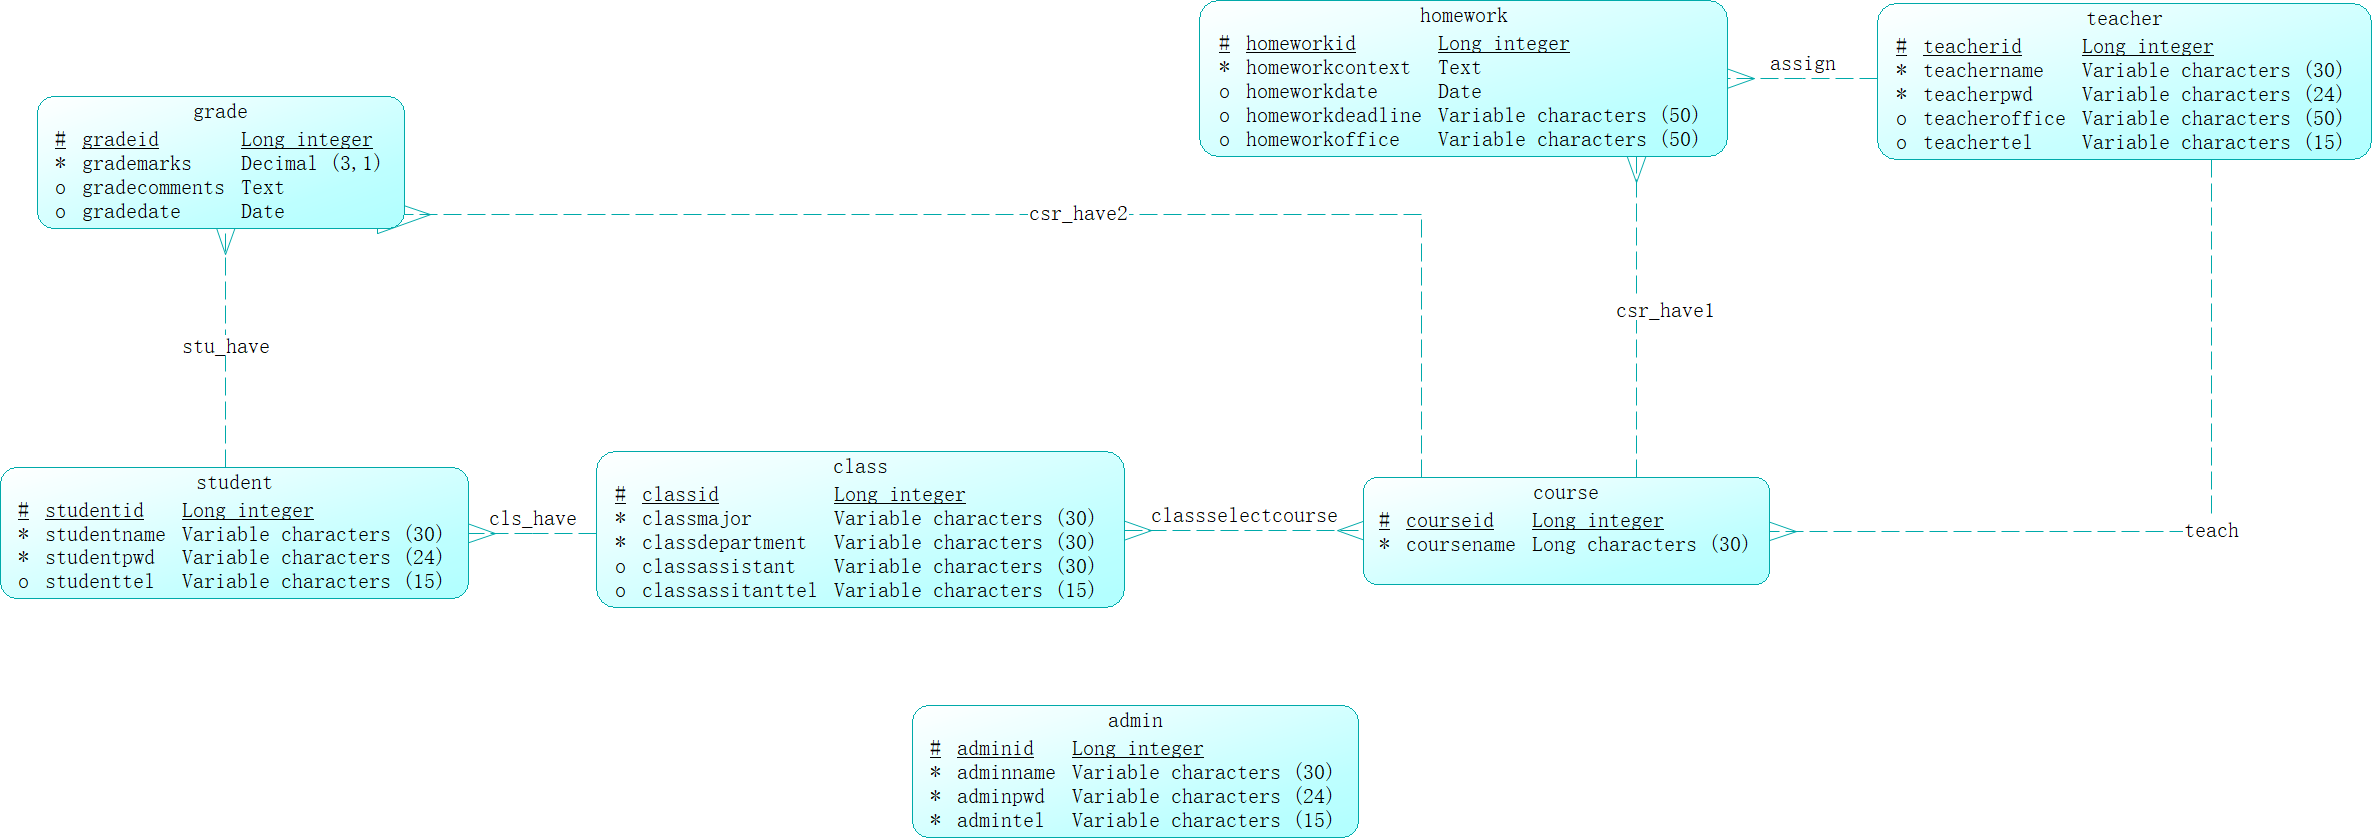 homework
# homeworkid Long integer
* homeworkcontext Text
o homeworkdate Date
o homeworkdeadline Variable characters (50)
o homeworkoffice Variable characters (50)
assign
teacher
# teacherid Long integer
* teachername Variable characters (30)
* teacherpwd Variable characters (24)
o teacheroffice Variable characters (50)
o teachertel Variable characters (15)
grade
# gradeid Long integer
* grademarks Decimal (3,1)
o gradecomments Text
o gradedate Date
csr_have2
csr_have1
stu_have
student
# studentid Long integer
* studentname Variable characters (30)
* studentpwd Variable characters (24)
o studenttel Variable characters (15)
cls_have
class
# classid Long integer
* classmajor Variable characters (30)
* classdepartment Variable characters (30)
o classassistant Variable characters (30)
o classassitanttel Variable characters (15)
classselectcourse
course
# courseid Long integer
* coursename Long characters (30)
teach
admin
# adminid Long integer
* adminname Variable characters (30)
* adminpwd Variable characters (24)
* admintel Variable characters (15)